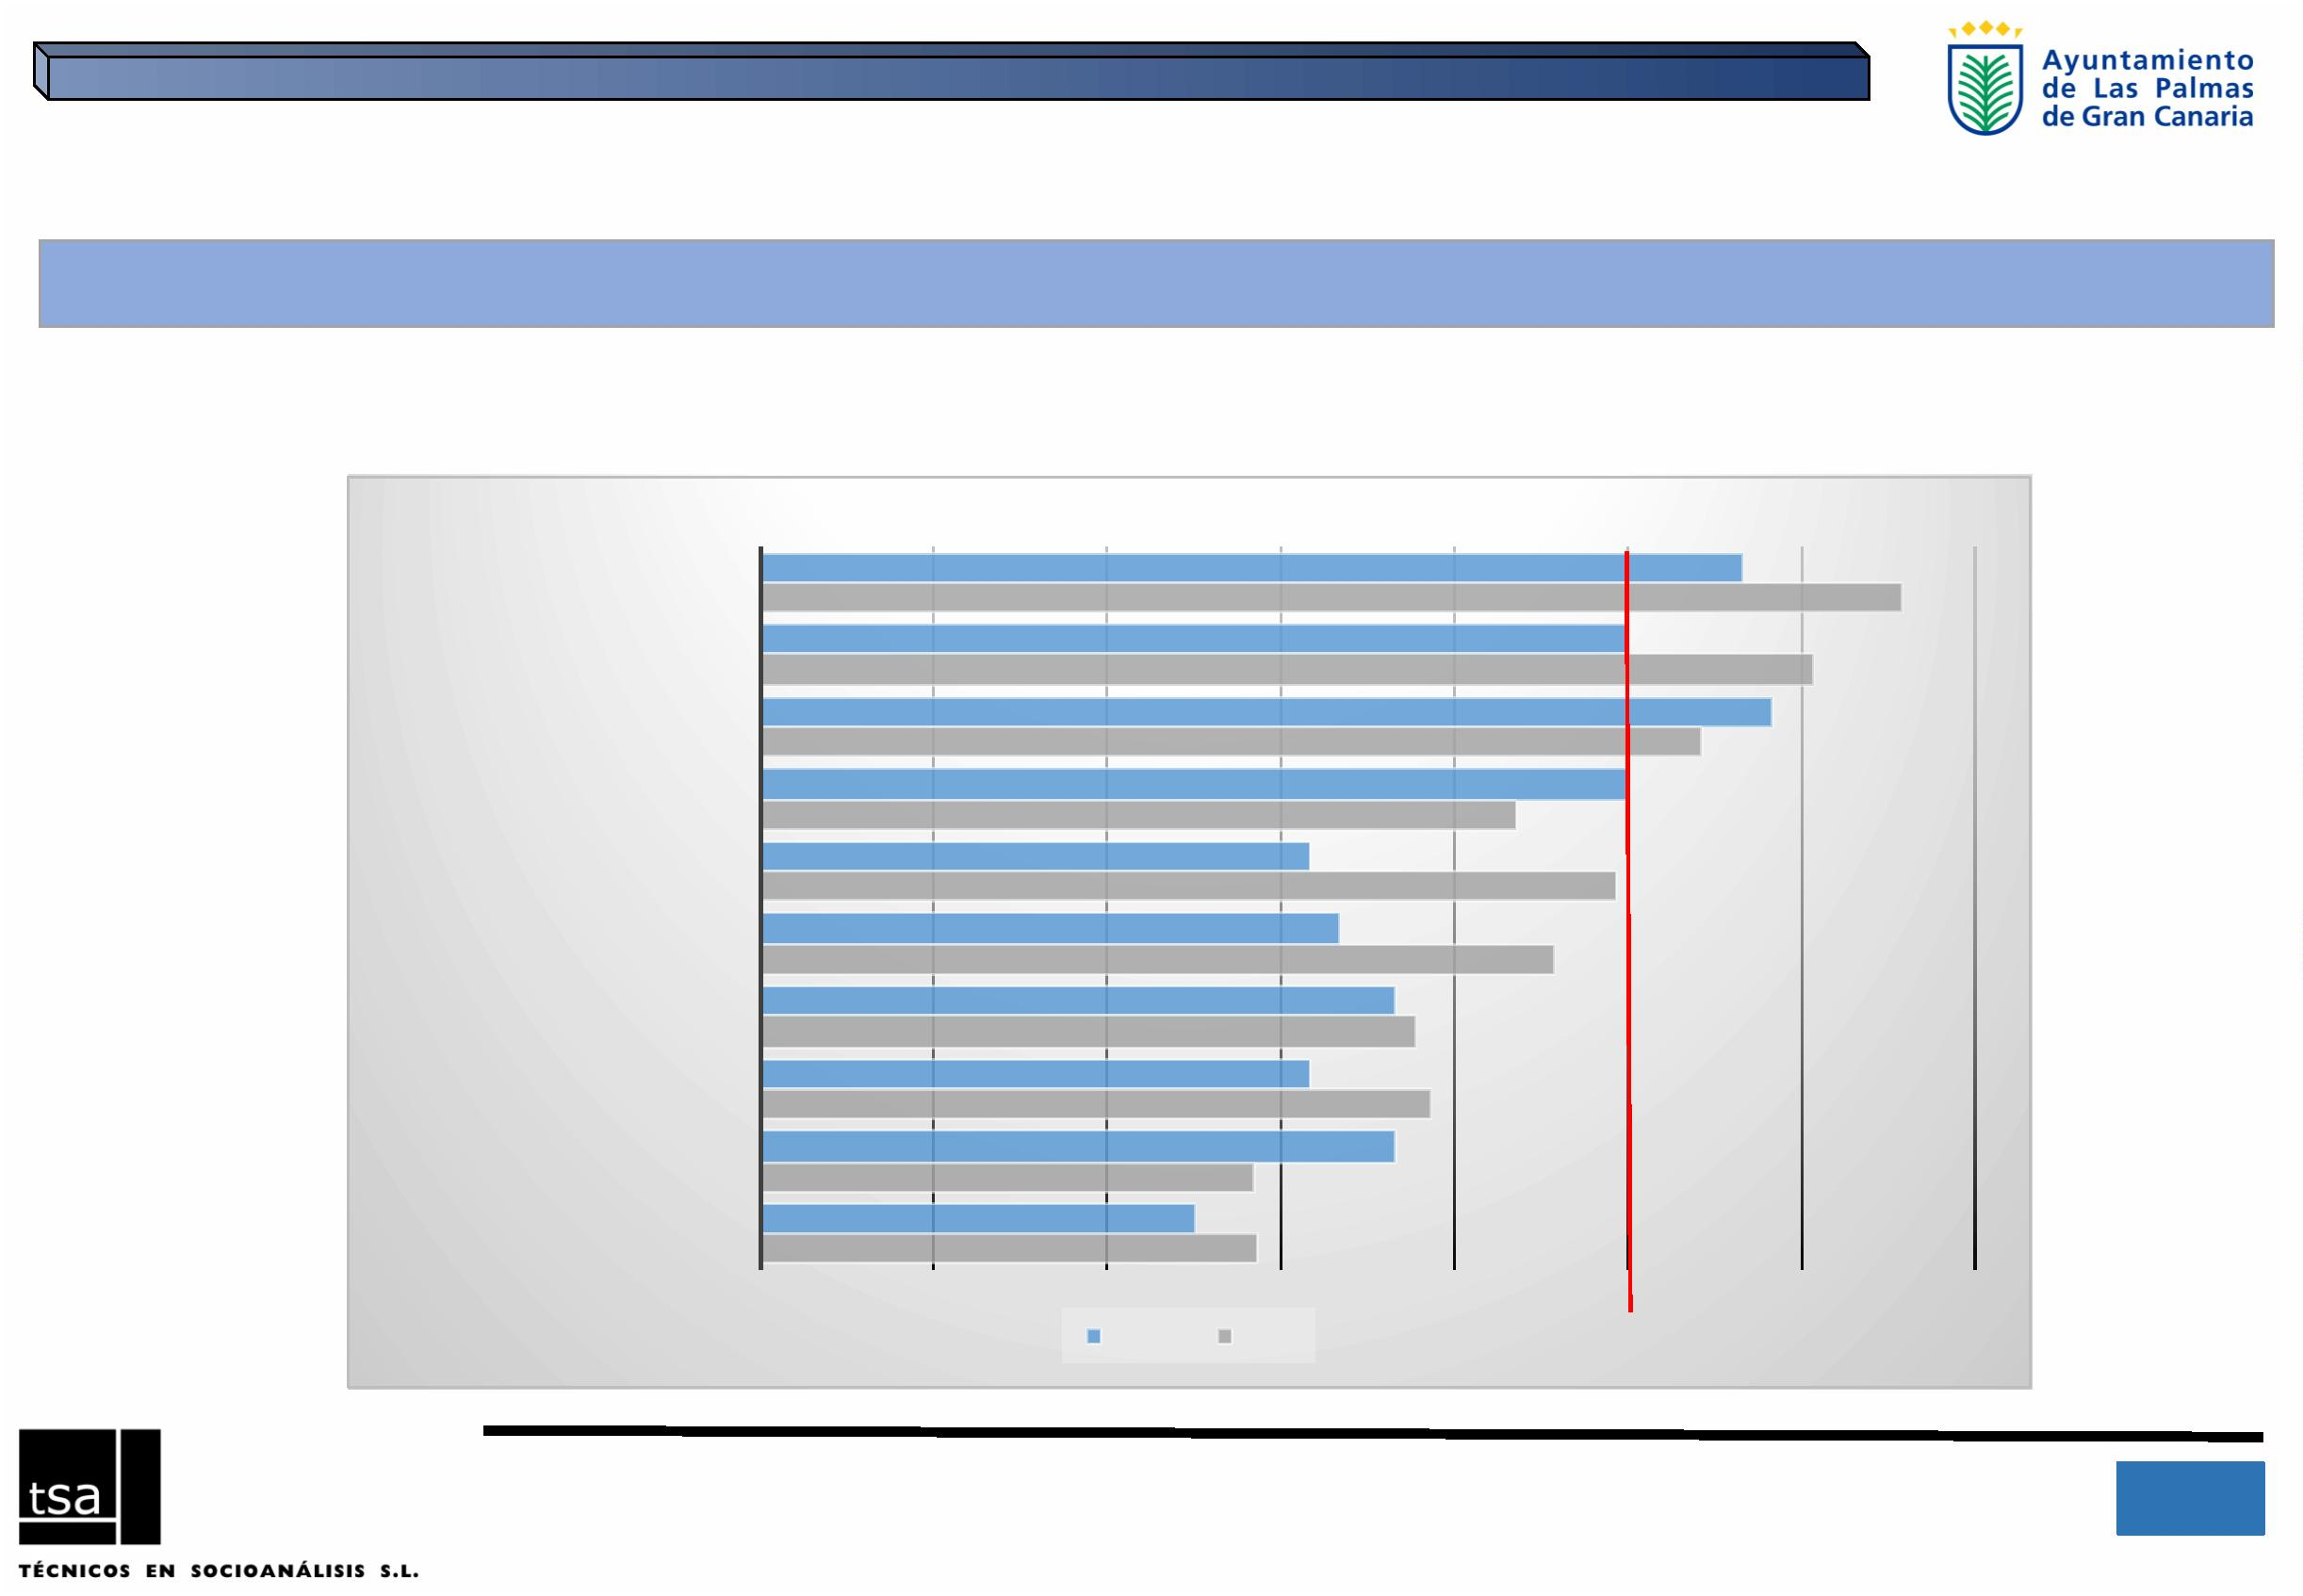 Ayuntamiento
de Las Palmas
de Gran Canaria
tsa
TÉCNICOS EN SOCIOANÁLISIS S.L.